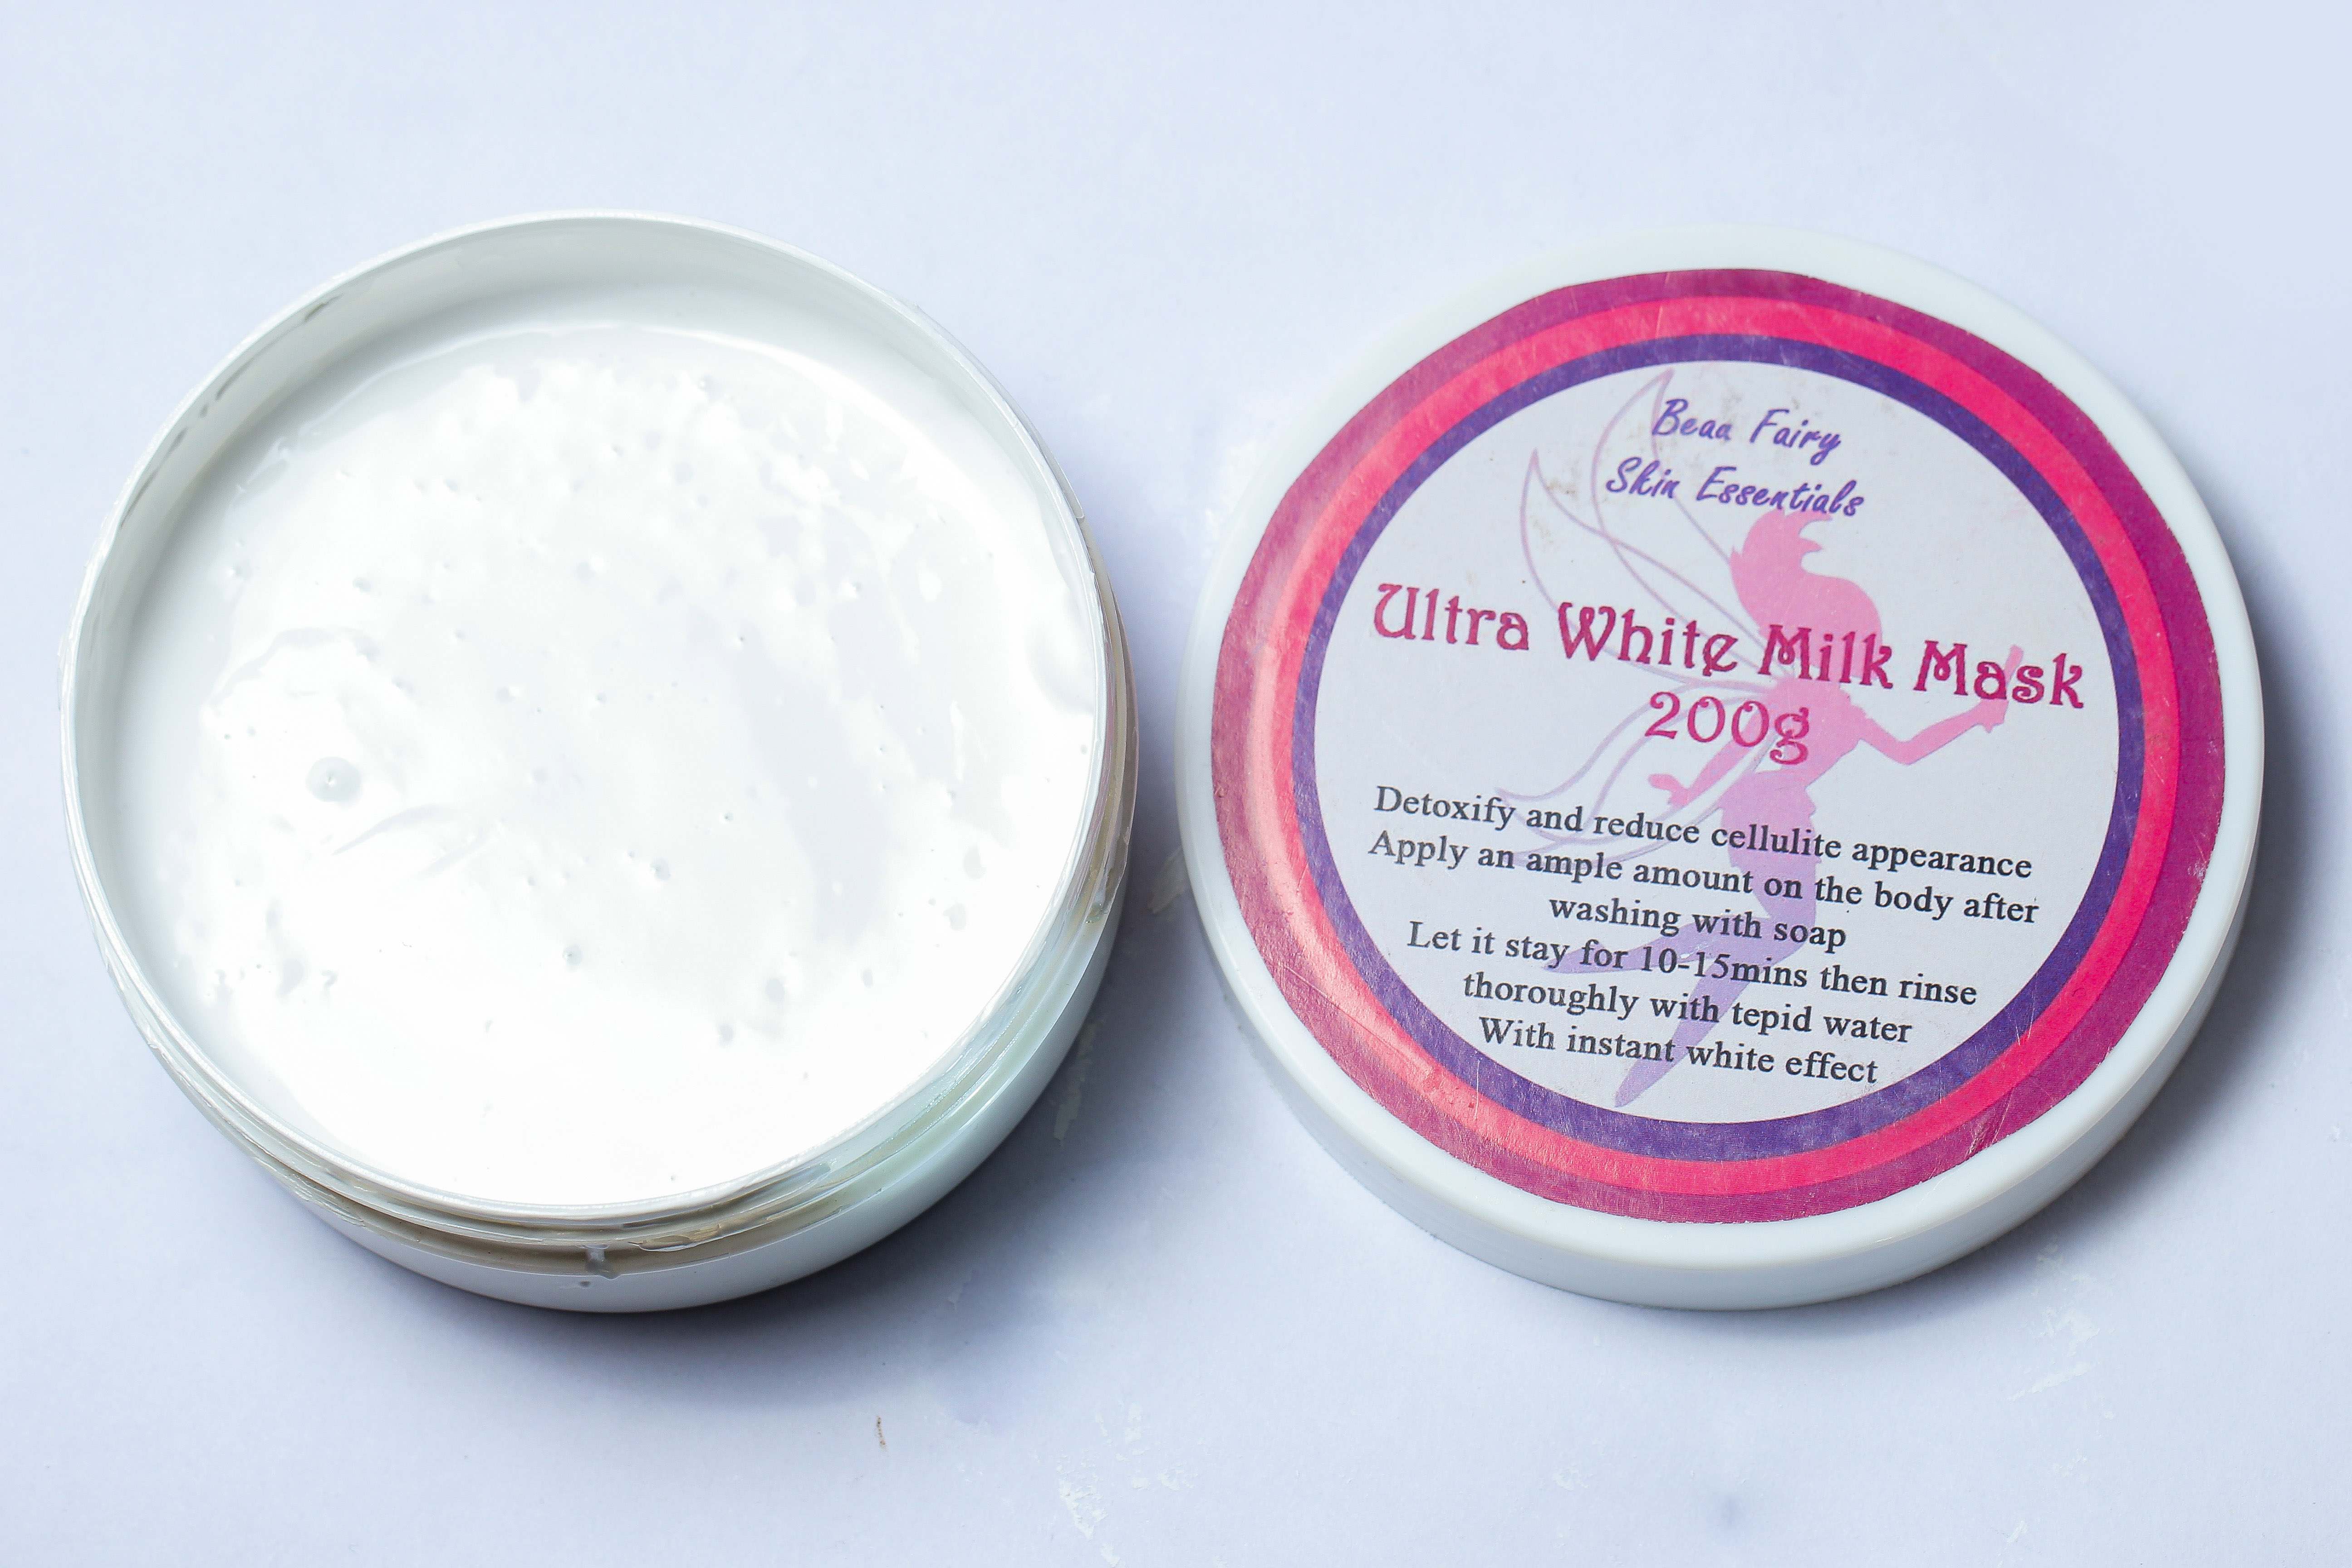 Beaa Fairy
Skin Essentials
Ultra White Milk Mask
200g
Detoxify and reduce cellulite appearance
Apply an ample amount on the body after
washing with soap
Let it stay for 10-15mins then rinse
thoroughly with tepid water
With instant white effect